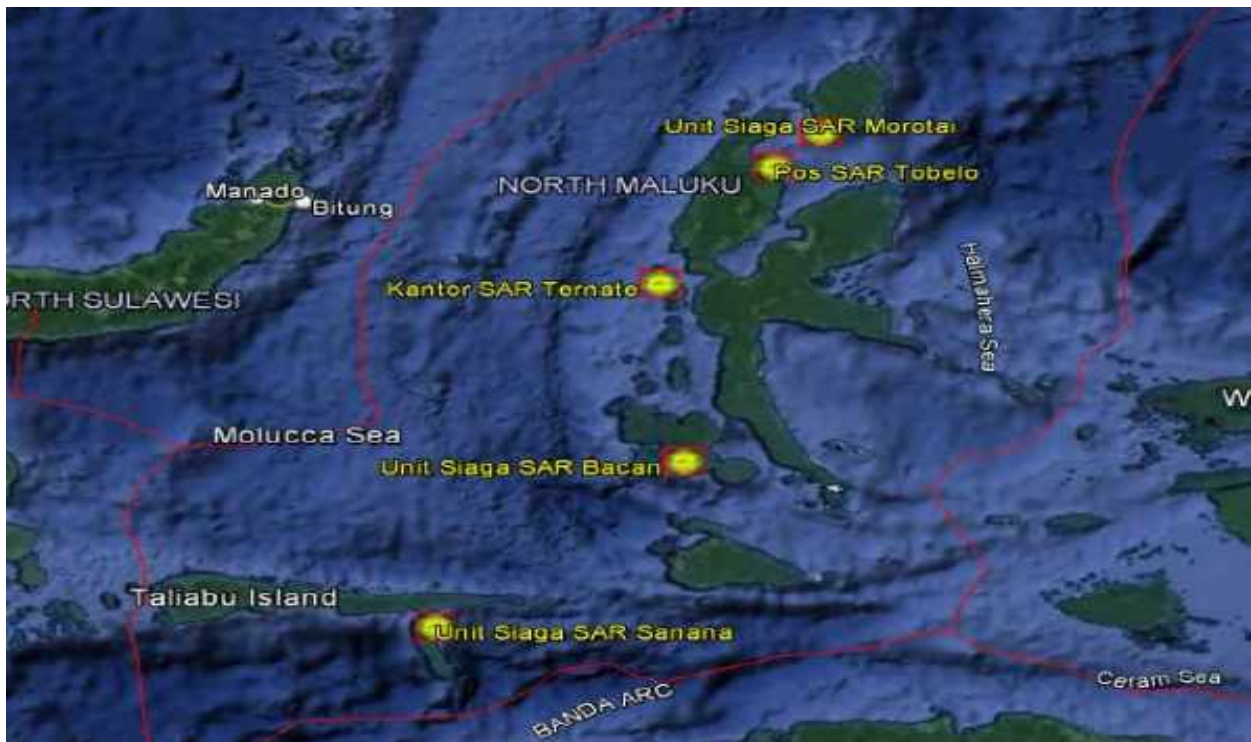 Unit Siaga SAR Morotai
Pos SAR Tobelo
NORTH MALUKU
Manado
Bitung
Halmahera Sea
Kantor SAR Ternate
ORTH SULAWESI
W
Molucca Sea
Unit Siaga SAR Bacan
Taliabu Island
Unit Siaga SAR Sanana
Ceram Sea
BANDA ARC